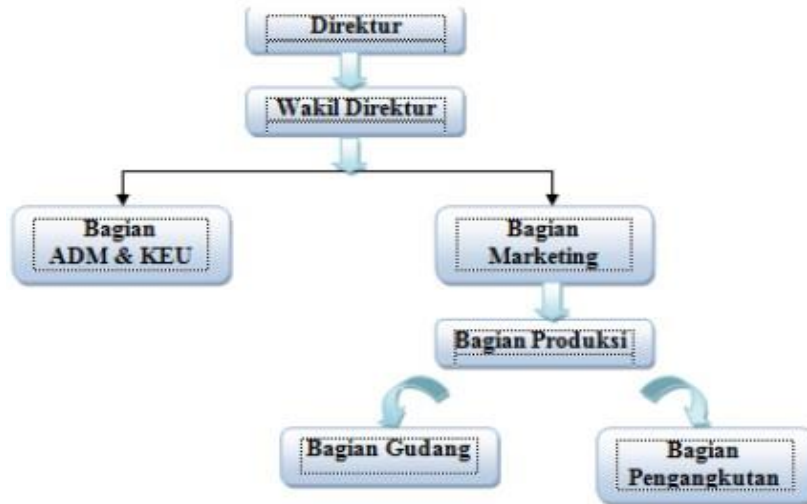 Direktur
Wakil Direktur
Bagian
ADM & KEU
Bagian
Marketing
Bagian Produksi
Bagian Gudang
Bagian
Pengangkutan